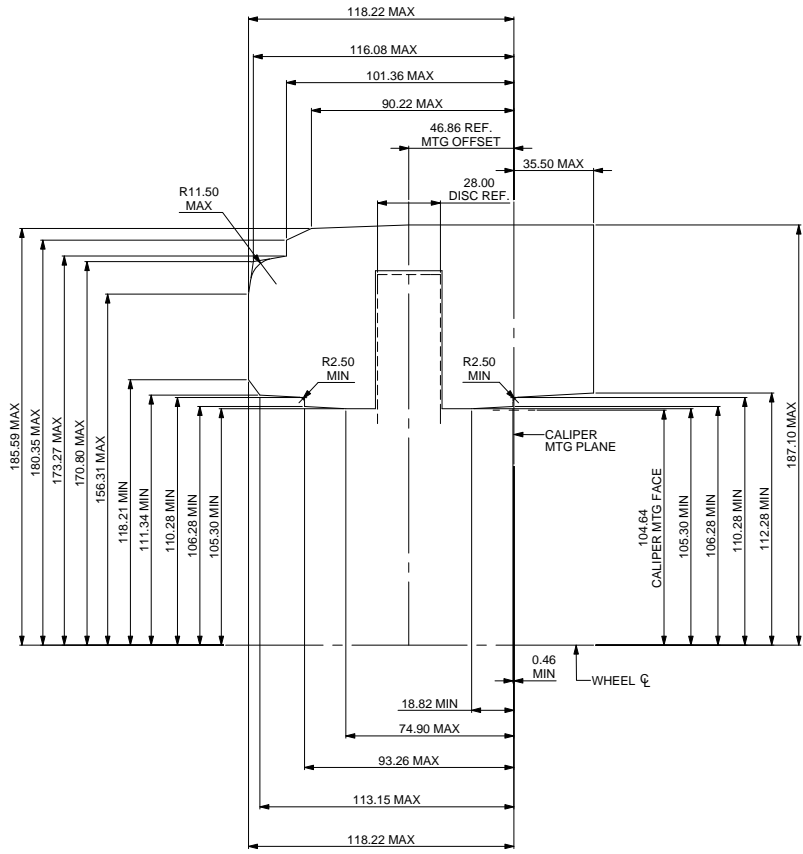 118.22 MAX
116.08 MAX
101.36 MAX
90.22 MAX
46.86 REF.
MTG OFFSET
35.50 MAX
28.00
DISC REF.
R11.50
MAX
R2.50
MIN
R2.50
MIN
185.59 MAX
180.35 MAX
173.27 MAX
170.80 MAX
156.31 MAX
118.21 MIN
111.34 MIN
110.28 MIN
106.28 MIN
105.30 MIN
CALIPER
MTG PLANE
104.64
CALIPER MTG FACE
105.30 MIN
106.28 MIN
110.28 MIN
112.28 MIN
187.10 MAX
0.46
MIN
WHEEL ℄
18.82 MIN
74.90 MAX
93.26 MAX
113.15 MAX
118.22 MAX